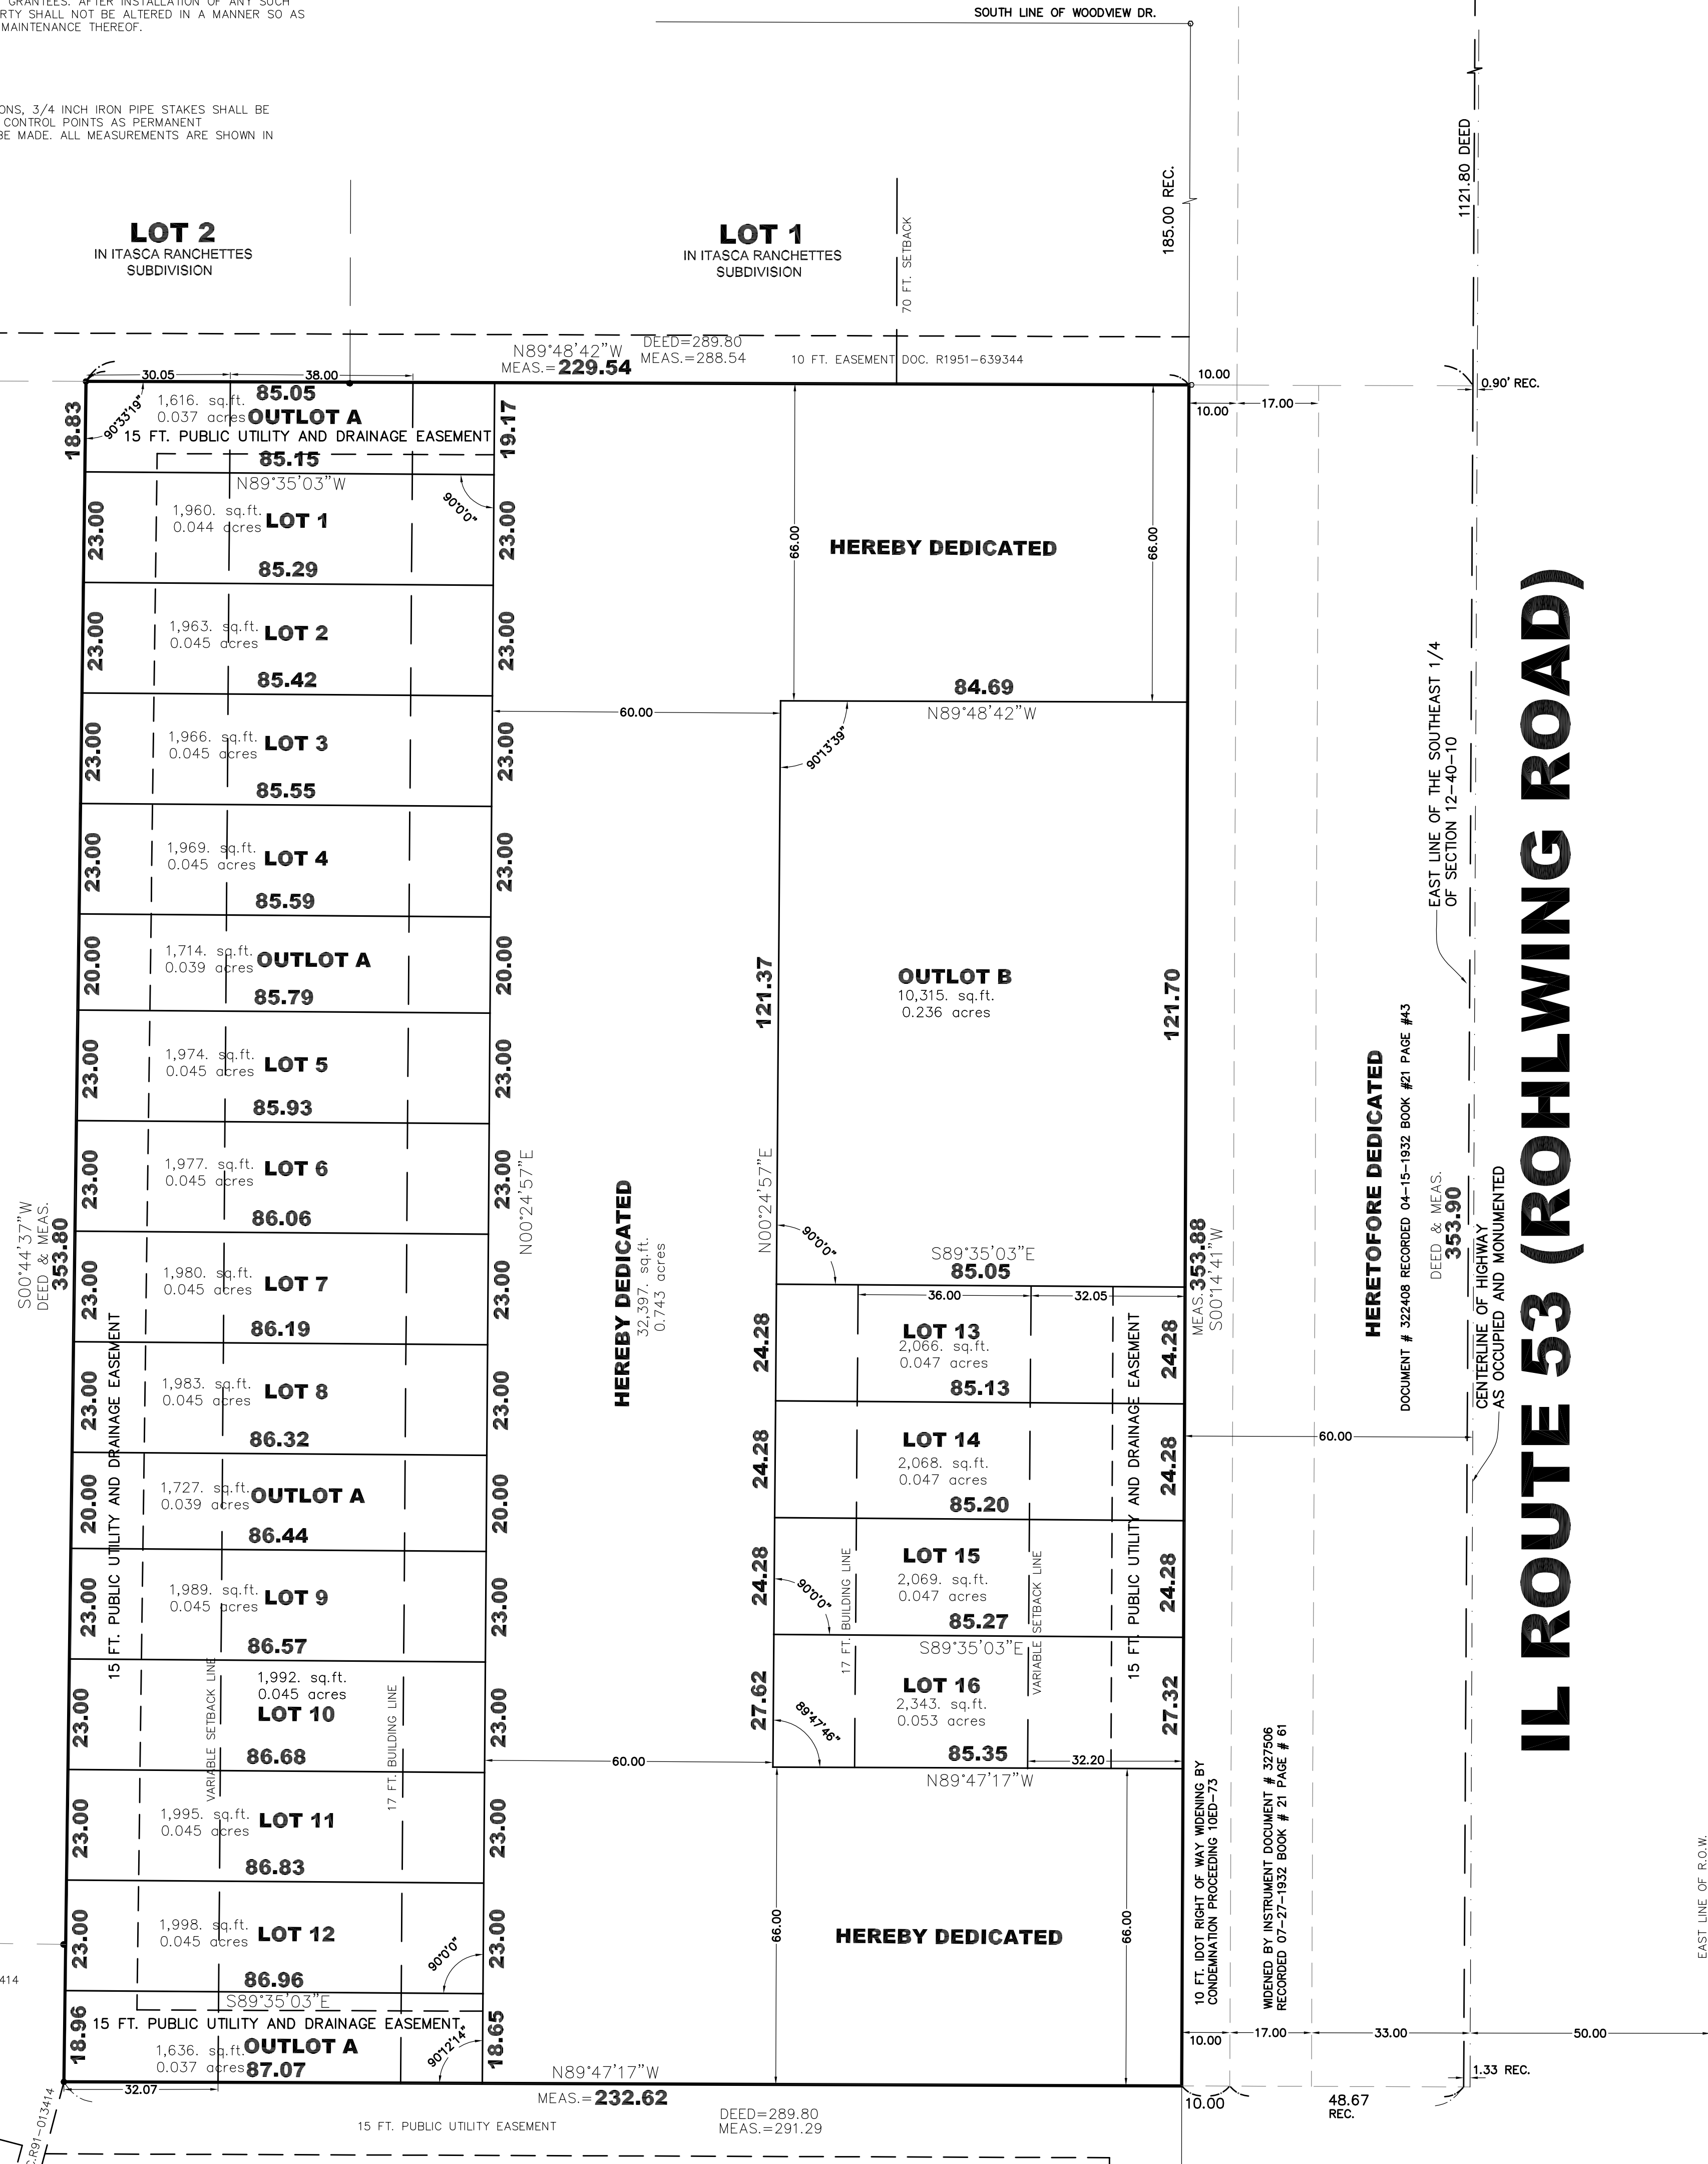 GRANTEES. AFTER INSTALLATION OF ANY SUCH
RTY SHALL NOT BE ALTERED IN A MANNER SO AS
MAINTENANCE THEREOF.
SOUTH LINE OF WOODVIEW DR.
ONS, 3/4 INCH IRON PIPE STAKES SHALL BE
CONTROL POINTS AS PERMANENT
BE MADE. ALL MEASUREMENTS ARE SHOWN IN
1121.80 DEED
185.00 REC.
LOT 2
IN ITASCA RANCHETTES
SUBDIVISION
LOT 1
IN ITASCA RANCHETTES
SUBDIVISION
70 FT. SETBACK
N89°48'42"W
MEAS.=229.54
DEED=289.80
MEAS.=288.54
10 FT. EASEMENT DOC. R1951-639344
10.00
0.90' REC.
10.00
17.00
30.05
38.00
85.05
1,616. sq.ft.
0.037 acres
OUTLOT A
18.83
90°33'19"
19.17
15 FT. PUBLIC UTILITY AND DRAINAGE EASEMENT
85.15
N89°35'03"W
90°0'0"
23.00
1,960. sq.ft.
0.044 acres
LOT 1
23.00
85.29
66.00
HEREBY DEDICATED
66.00
23.00
1,963. sq.ft.
0.045 acres
LOT 2
23.00
85.42
84.69
N89°48'42"W
60.00
90°13'39"
23.00
1,966. sq.ft.
0.045 acres
LOT 3
23.00
85.55
23.00
1,969. sq.ft.
0.045 acres
LOT 4
23.00
85.59
EAST LINE OF THE SOUTHEAST 1/4
OF SECTION 12-40-10
20.00
1,714. sq.ft.
0.039 acres
OUTLOT A
20.00
85.79
121.37
OUTLOT B
10,315. sq.ft.
0.236 acres
121.70
23.00
1,974. sq.ft.
0.045 acres
LOT 5
23.00
85.93
23.00
1,977. sq.ft.
0.045 acres
LOT 6
23.00
86.06
N00°24'57"E
N00°24'57"E
90°0'0"
S89°35'03"E
85.05
S00°44'37"W
DEED & MEAS.
353.80
HEREBY DEDICATED
32,397. sq.ft.
0.743 acres
MEAS.353.88
S00°14'41"W
HERETOFORE DEDICATED
DOCUMENT # 322408 RECORDED 04-15-1932 BOOK #21 PAGE #43
DEED & MEAS.
353.90
CENTERLINE OF HIGHWAY
AS OCCUPIED AND MONUMENTED
IL ROUTE 53 (ROHLWING ROAD)
23.00
1,980. sq.ft.
0.045 acres
LOT 7
23.00
86.19
36.00
32.05
24.28
LOT 13
2,066. sq.ft.
0.047 acres
85.13
24.28
15 FT. PUBLIC UTILITY AND DRAINAGE EASEMENT
15 FT. PUBLIC UTILITY AND DRAINAGE EASEMENT
23.00
1,983. sq.ft.
0.045 acres
LOT 8
23.00
86.32
24.28
LOT 14
2,068. sq.ft.
0.047 acres
85.20
24.28
60.00
20.00
1,727. sq.ft.
0.039 acres
OUTLOT A
20.00
86.44
24.28
LOT 15
2,069. sq.ft.
0.047 acres
85.27
24.28
90°0'0"
17 FT. BUILDING LINE
VARIABLE SETBACK LINE
S89°35'03"E
23.00
1,989. sq.ft.
0.045 acres
LOT 9
23.00
86.57
27.62
LOT 16
2,343. sq.ft.
0.053 acres
85.35
27.32
89°47'46"
32.20
N89°47'17"W
23.00
1,992. sq.ft.
0.045 acres
LOT 10
23.00
86.68
VARIABLE SETBACK LINE
17 FT. BUILDING LINE
60.00
23.00
1,995. sq.ft.
0.045 acres
LOT 11
23.00
86.83
10 FT. IDOT RIGHT OF WAY WIDENING BY
CONDEMNATION PROCEEDING 10ED-73
WIDENED BY INSTRUMENT DOCUMENT # 327506
RECORDED 07-27-1932 BOOK # 21 PAGE # 61
EAST LINE OF R.O.W.
23.00
1,998. sq.ft.
0.045 acres
LOT 12
23.00
86.96
90°0'0"
66.00
HEREBY DEDICATED
66.00
414
S89°35'03"E
18.96
15 FT. PUBLIC UTILITY AND DRAINAGE EASEMENT
18.65
1,636. sq.ft.
0.037 acres
OUTLOT A
87.07
90°12'14"
10.00
17.00
33.00
50.00
32.07
N89°47'17"W
MEAS.=232.62
DEED=289.80
MEAS.=291.29
15 FT. PUBLIC UTILITY EASEMENT
10.00
48.67
REC.
1.33 REC.
C.R91-013414